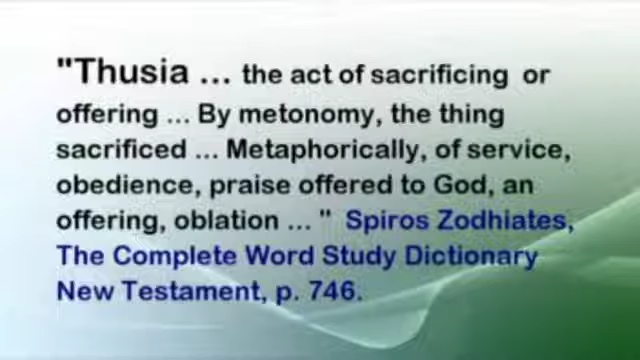 "Thusia ... the act of sacrificing or
offering ... By metonomy, the thing
sacrificed ... Metaphorically, of service,
obedience, praise offered to God, an
offering, oblation ... " Spiros Zodhiates,
The Complete Word Study Dictionary
New Testament, p. 746.